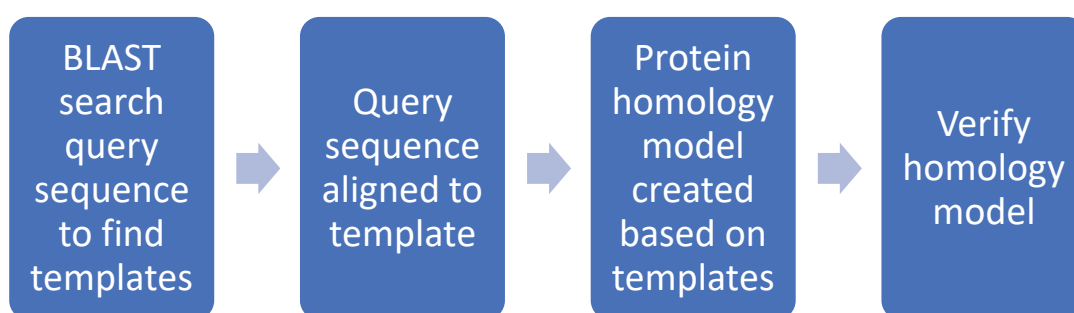 BLAST
search
query
sequence
to find
templates
Query
sequence
aligned to
template
Protein
homology
model
created
based on
templates
Verify
homology
model